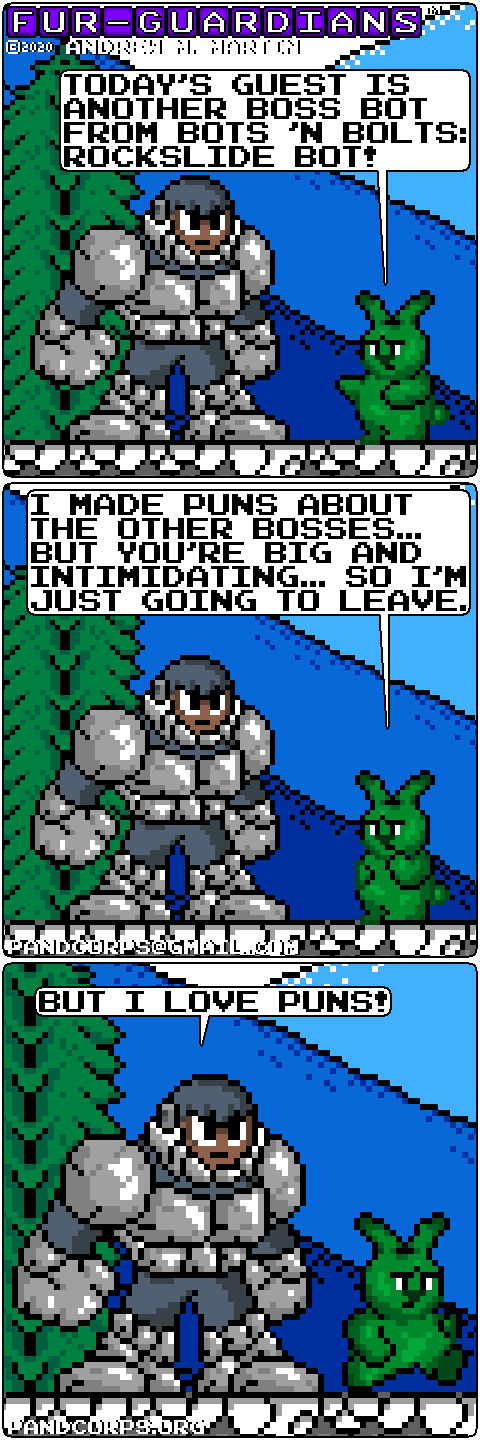 FUR-GUARDIANS
©2020 ANDREW M. MARTIN
TODAY'S GUEST IS
ANOTHER BOSS BOT
FROM BOTS 'N BOLTS:
ROCKSLIDE BOT!
I MADE PUNS ABOUT
THE OTHER BOSSES...
BUT YOU'RE BIG AND
INTIMIDATING... SO I'M
JUST GOING TO LEAVE.
PANDCORPS@GMAIL.COM
BUT I LOVE PUNS!
PANDCORPS.ORG